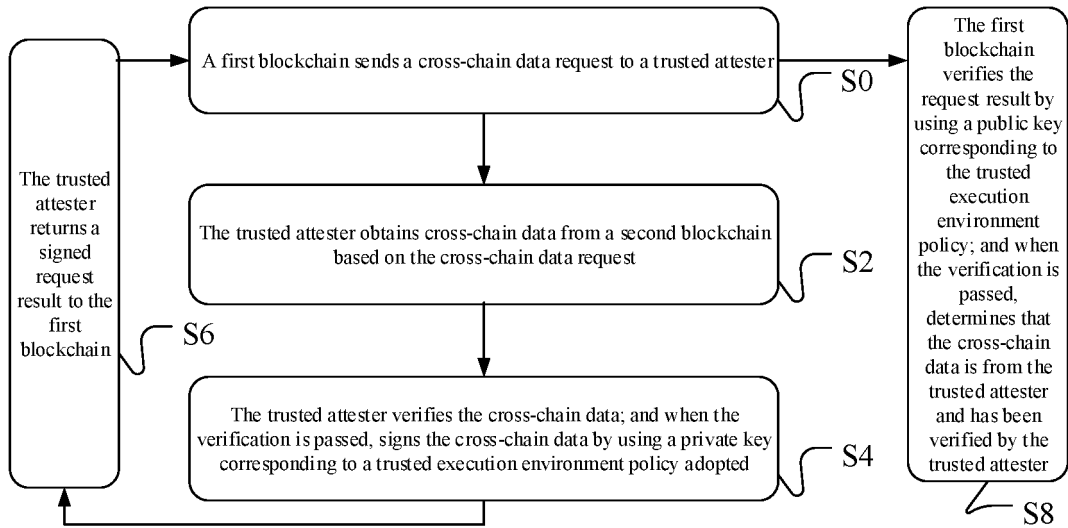 A first blockchain sends a cross-chain data request to a trusted attester
S0
The trusted attester obtains cross-chain data from a second blockchain
based on the cross-chain data request
S2
The trusted attester verifies the cross-chain data; and when the
verification is passed, signs the cross-chain data by using a private key
corresponding to a trusted execution environment policy adopted
S4
The trusted
attester
returns a
signed
request
result to the
first
blockchain
S6
The first
blockchain
verifies the
request result by
using a public key
corresponding to
the trusted
execution
environment
policy; and when
the verification is
passed,
determines that
the cross-chain
data is from the
trusted attester
and has been
verified by the
trusted attester
S8